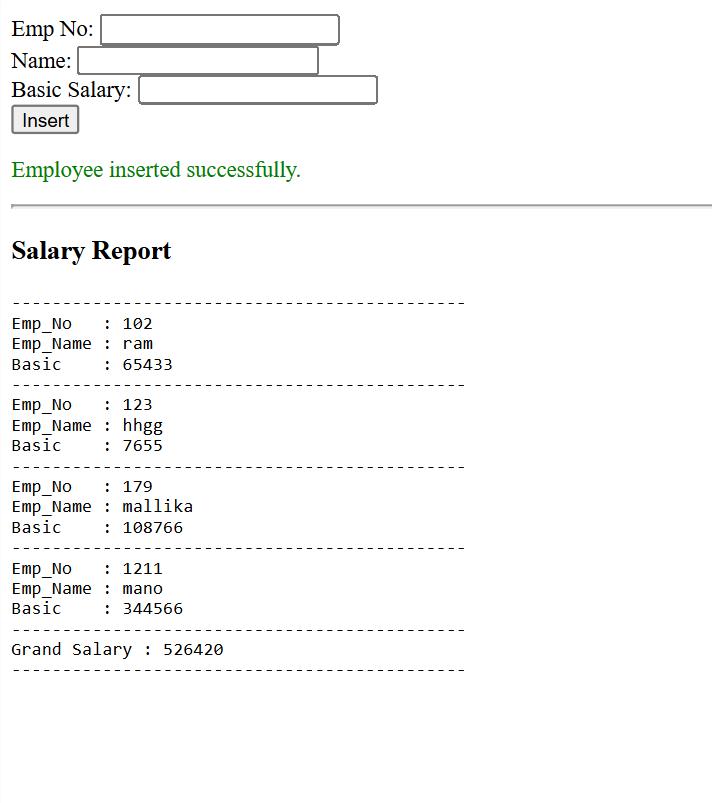 Emp No:
Name:
Basic Salary:
Insert
Employee inserted successfully.
Salary Report
---------------------------------------------
Emp_No   : 102
Emp_Name : ram
Basic    : 65433
---------------------------------------------
Emp_No   : 123
Emp_Name : hhgg
Basic    : 7655
---------------------------------------------
Emp_No   : 179
Emp_Name : mallika
Basic    : 108766
---------------------------------------------
Emp_No   : 1211
Emp_Name : mano
Basic    : 344566
---------------------------------------------
Grand Salary : 526420
---------------------------------------------